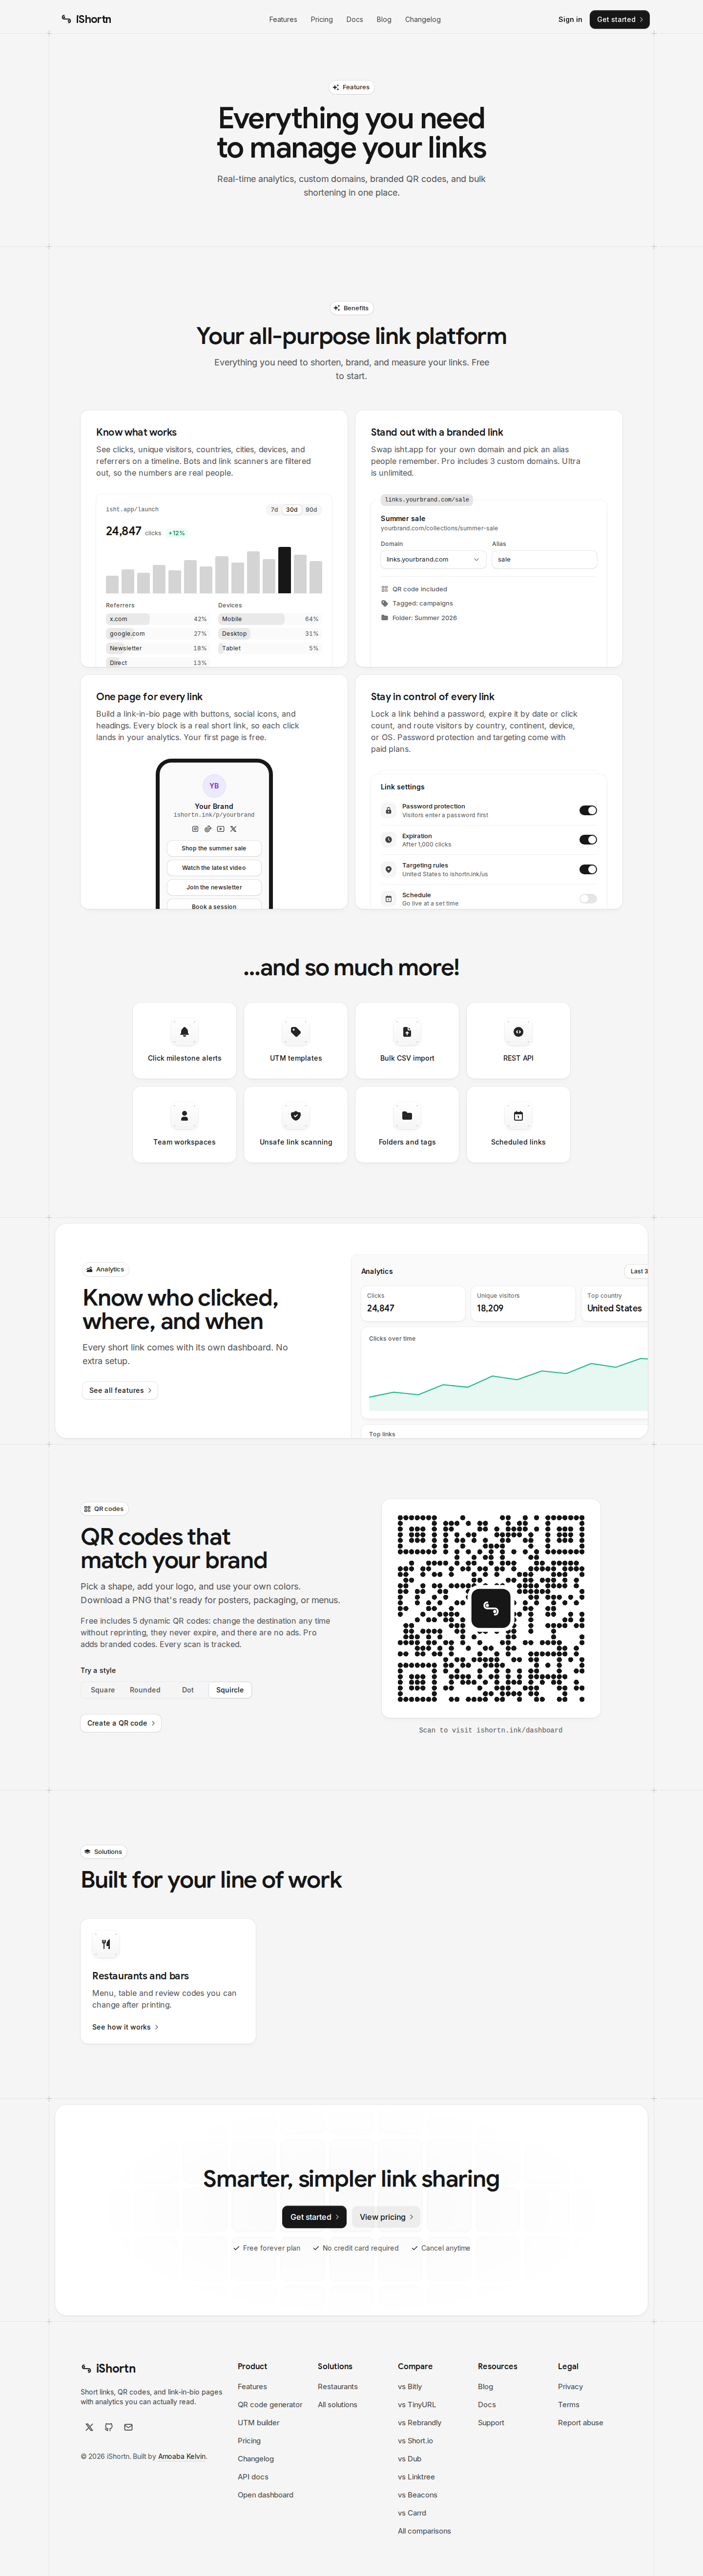 iShortn
Features
Pricing
Docs
Blog
Changelog
Sign in
Get started
Features
Everything you need
to manage your links
Real-time analytics, custom domains, branded QR codes, and bulk
shortening in one place.
Benefits
Your all-purpose link platform
Everything you need to shorten, brand, and measure your links. Free
to start.
Know what works
See clicks, unique visitors, countries, cities, devices, and
referrers on a timeline. Bots and link scanners are filtered
out, so the numbers are real people.
isht.app/launch
7d 30d 90d
24,847 clicks +12%
Referrers
x.com 42%
google.com 27%
Newsletter 18%
Direct 13%
Devices
Mobile 64%
Desktop 31%
Tablet 5%
Stand out with a branded link
Swap isht.app for your own domain and pick an alias
people remember. Pro includes 3 custom domains. Ultra
is unlimited.
links.yourbrand.com/sale
Summer sale
yourbrand.com/collections/summer-sale
Domain
links.yourbrand.com
Alias
sale
QR code included
Tagged: campaigns
Folder: Summer 2026
One page for every link
Build a link-in-bio page with buttons, social icons, and
headings. Every block is a real short link, so each click
lands in your analytics. Your first page is free.
YB
Your Brand
ishortn.ink/p/yourbrand
Shop the summer sale
Watch the latest video
Join the newsletter
Book a session
Stay in control of every link
Lock a link behind a password, expire it by date or click
count, and route visitors by country, continent, device,
or OS. Password protection and targeting come with
paid plans.
Link settings
Password protection
Visitors enter a password first
Expiration
After 1,000 clicks
Targeting rules
United States to ishortn.ink/us
Schedule
Go live at a set time
...and so much more!
Click milestone alerts
UTM templates
Bulk CSV import
REST API
Team workspaces
Unsafe link scanning
Folders and tags
Scheduled links
Analytics
Know who clicked,
where, and when
Every short link comes with its own dashboard. No
extra setup.
See all features
Analytics
Last 3
Clicks
24,847
Unique visitors
18,209
Top country
United States
Clicks over time
Top links
QR codes
QR codes that
match your brand
Pick a shape, add your logo, and use your own colors.
Download a PNG that's ready for posters, packaging, or menus.
Free includes 5 dynamic QR codes: change the destination any time
without reprinting, they never expire, and there are no ads. Pro
adds branded codes. Every scan is tracked.
Try a style
Square
Rounded
Dot
Squircle
Create a QR code
Scan to visit ishortn.ink/dashboard
Solutions
Built for your line of work
Restaurants and bars
Menu, table and review codes you can
change after printing.
See how it works
Smarter, simpler link sharing
Get started
View pricing
Free forever plan
No credit card required
Cancel anytime
iShortn
Short links, QR codes, and link-in-bio pages
with analytics you can actually read.
© 2026 iShortn. Built by Amoaba Kelvin.
Product
Features
QR code generator
UTM builder
Pricing
Changelog
API docs
Open dashboard
Solutions
Restaurants
All solutions
Compare
vs Bitly
vs TinyURL
vs Rebrandly
vs Short.io
vs Dub
vs Linktree
vs Beacons
vs Carrd
All comparisons
Resources
Blog
Docs
Support
Legal
Privacy
Terms
Report abuse